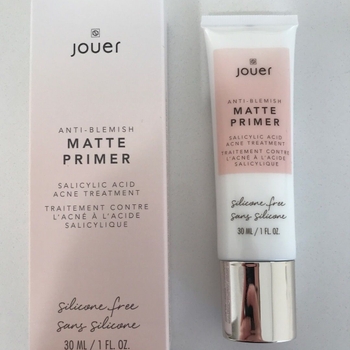 jouer
ANTI-BLEMISH
MATTE
PRIMER
SALICYLIC ACID
ACNE TREATMENT
TRAITEMENT CONTRE
L'ACNÉ À L'ACIDE
SALICYLIQUE
silicone free
sans silicone
30 ML / 1 FL. OZ.
jouer
ANTI-BLEMISH
MATTE
PRIMER
SALICYLIC ACID
ACNE TREATMENT
TRAITEMENT CONTRE
L'ACNÉ À L'ACIDE
SALICYLIQUE
silicone free
sans silicone
30 ML / 1 FL. OZ.